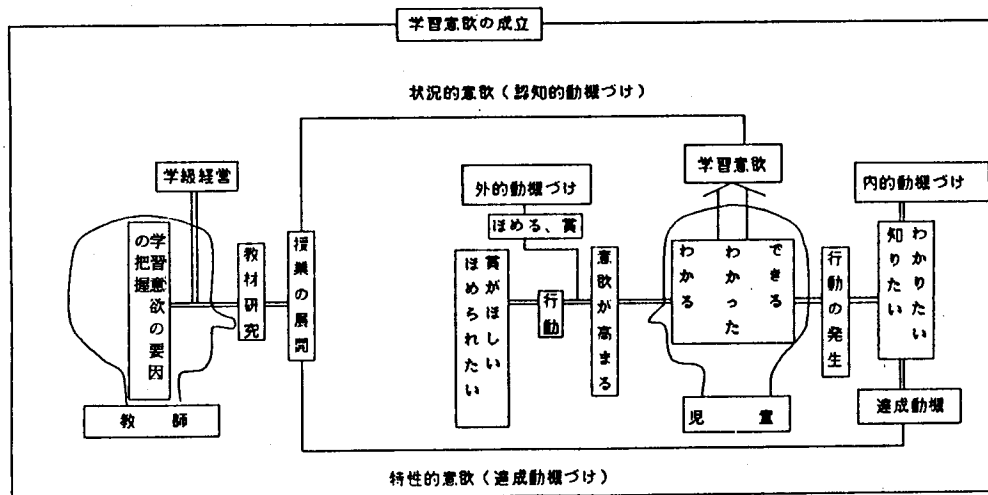 学習意欲の成立
状況的意欲(認知的動機づけ)
学級経営
学習意欲の要因
の把握
教材研究
授業の展開
教師
外的動機づけ
ほめる、賞
賞がほしい
ほめられたい
行動
意欲が高まる
学習意欲
できる
わかった
わかる
児童
行動の発生
内的動機づけ
わかりたい
知りたい
達成動機
特性的意欲(達成動機づけ)